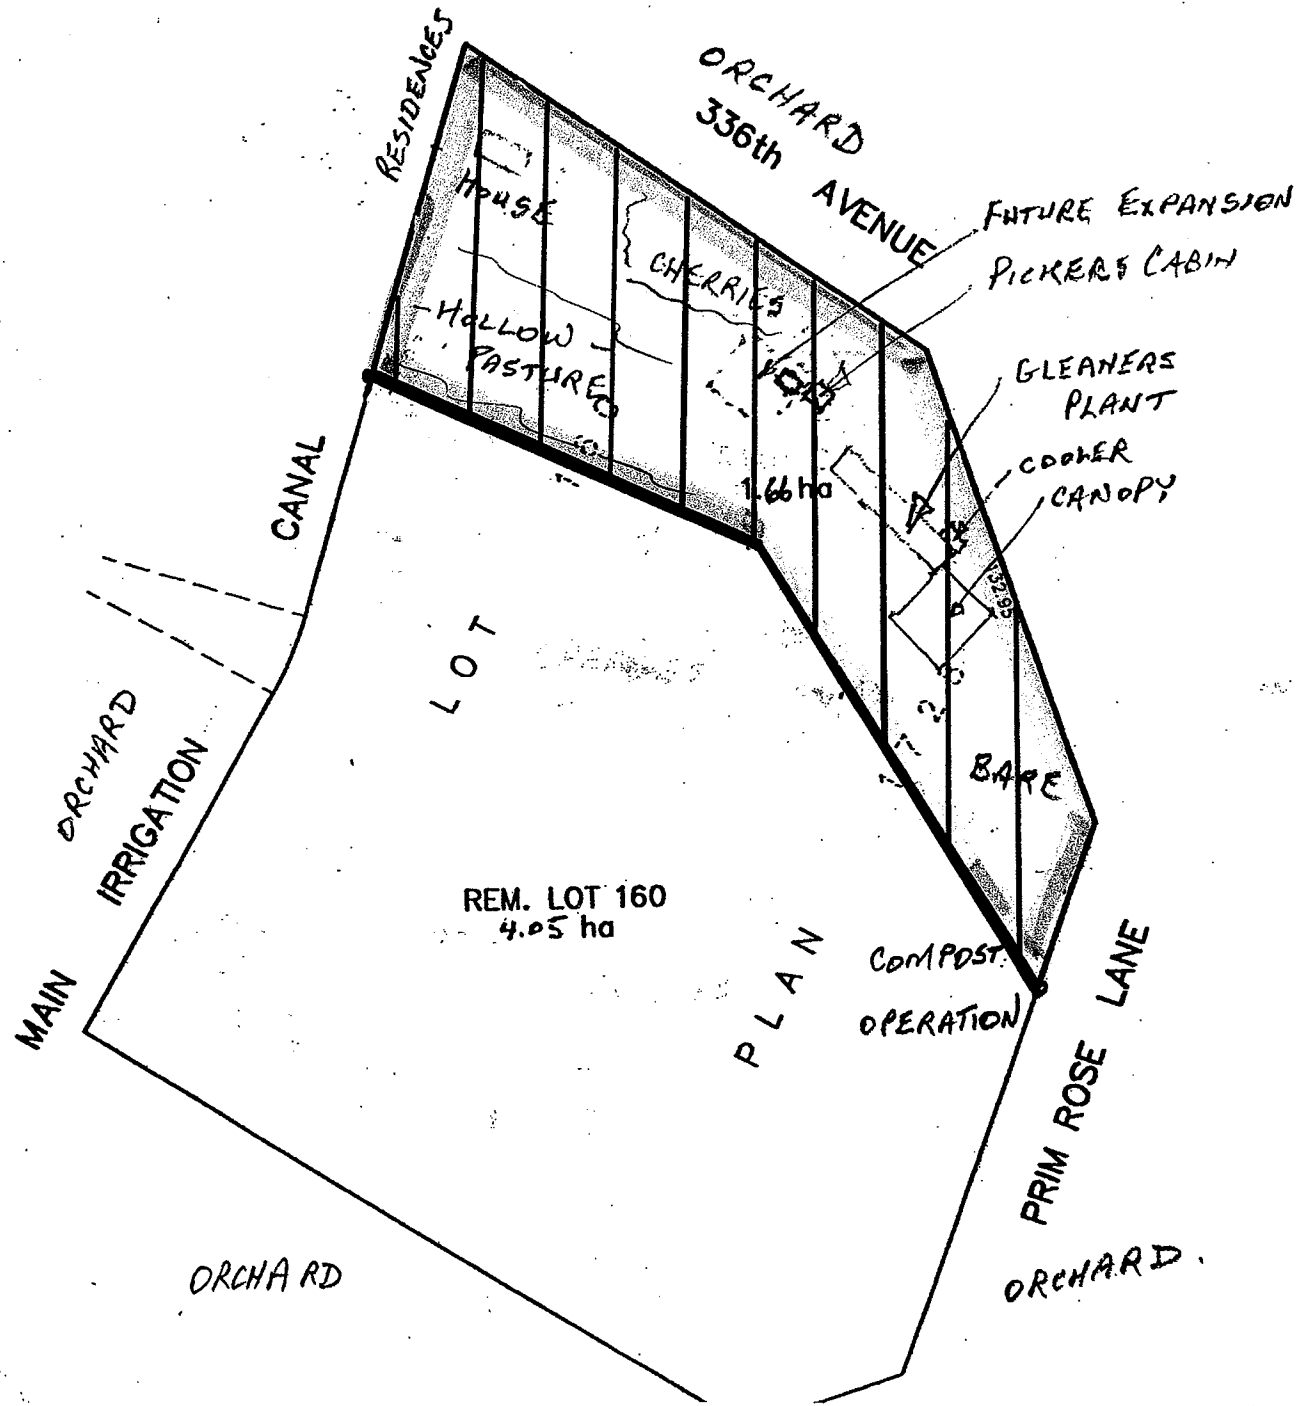 RESIDENCES
ORCHARD
336th
AVENUE
FUTURE EXPANSION
PICKERS CABIN
HOUSE
CHERRIES
HOLLOW
PASTURE
GLEANERS
PLANT
COOLER
CANOPY
1.66 ha
132.95
CANAL
LOT
ORCHARD
IRRIGATION
MAIN
BARE
REM. LOT 160
4.05 ha
PLAN
COMPOST
OPERATION
PRIM ROSE LANE
ORCHARD
ORCHARD.